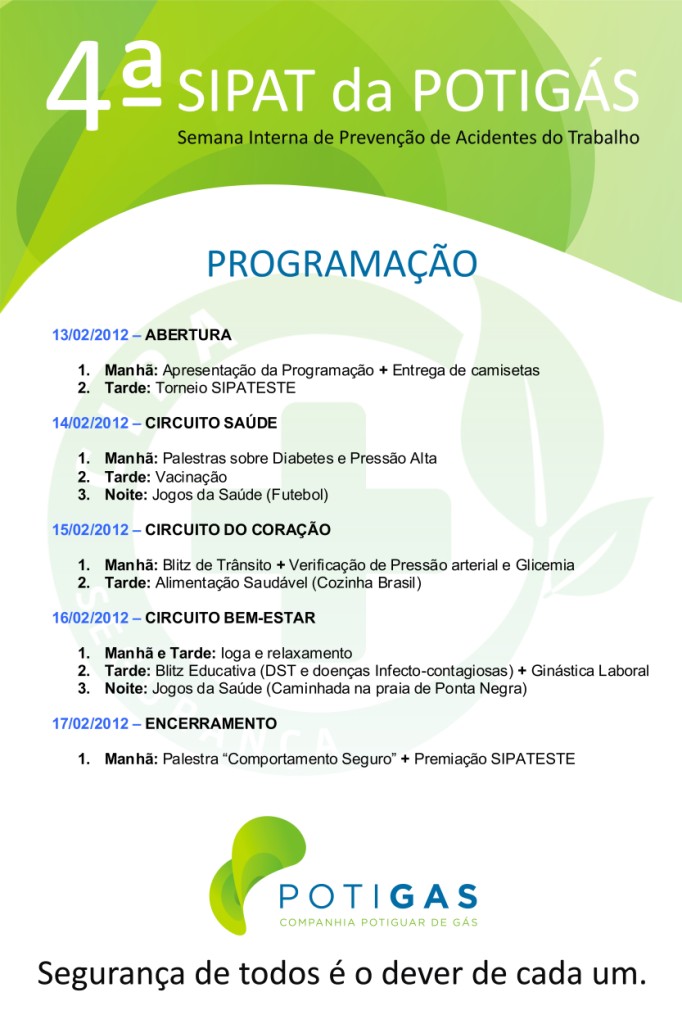 4ª SIPAT da POTIGÁS
Semana Interna de Prevenção de Acidentes do Trabalho
PROGRAMAÇÃO
13/02/2012 – ABERTURA
1. Manhã: Apresentação da Programação + Entrega de camisetas
2. Tarde: Torneio SIPATESTE
14/02/2012 – CIRCUITO SAÚDE
1. Manhã: Palestras sobre Diabetes e Pressão Alta
2. Tarde: Vacinação
3. Noite: Jogos da Saúde (Futebol)
15/02/2012 – CIRCUITO DO CORAÇÃO
1. Manhã: Blitz de Trânsito + Verificação de Pressão arterial e Glicemia
2. Tarde: Alimentação Saudável (Cozinha Brasil)
16/02/2012 – CIRCUITO BEM-ESTAR
1. Manhã e Tarde: Ioga e relaxamento
2. Tarde: Blitz Educativa (DST e doenças Infecto-contagiosas) + Ginástica Laboral
3. Noite: Jogos da Saúde (Caminhada na praia de Ponta Negra)
17/02/2012 – ENCERRAMENTO
1. Manhã: Palestra “Comportamento Seguro” + Premiação SIPATESTE
POTIGAS
COMPANHIA POTIGUAR DE GÁS
Segurança de todos é o dever de cada um.